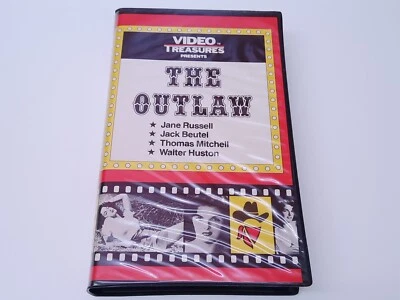 VIDEO
TREASURES
PRESENTS
THE
OUTLAW
★ Jane Russell
★ Jack Beutel
★ Thomas Mitchell
★ Walter Huston